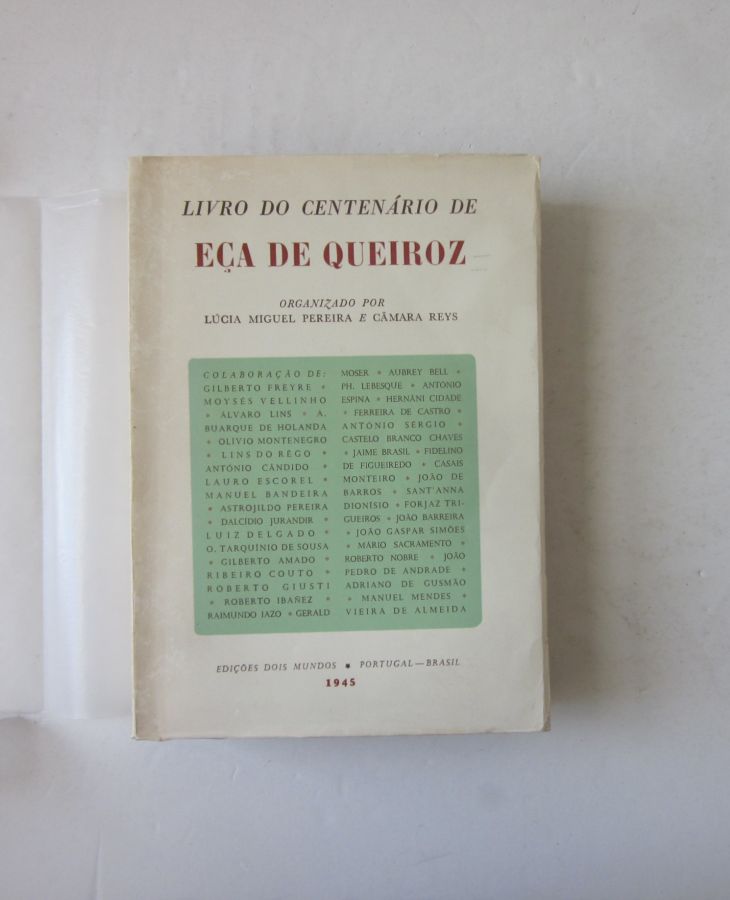 LIVRO DO CENTENÁRIO DE
EÇA DE QUEIROZ
ORGANIZADO POR
LÚCIA MIGUEL PEREIRA E CÂMARA REYS
COLABORAÇÃO DE:
GILBERTO FREYRE *
MOYSÉS VELLINHO
* ÁLVARO LINS * A.
BUARQUE DE HOLANDA
* OLIVIO MONTENEGRO
* LINS DO RÊGO *
ANTÓNIO CÂNDIDO *
LAURO ESCOREL *
MANUEL BANDEIRA
* ASTROJILDO PEREIRA
* DALCÍDIO JURANDIR *
LUIZ DELGADO *
O. TARQUÍNIO DE SOUSA
* GILBERTO AMADO *
RIBEIRO COUTO *
ROBERTO GIUSTI
* ROBERTO IBAÑEZ *
RAIMUNDO IAZO * GERALD
MOSER * AUBREY BELL *
PH. LEBESQUE * ANTÓNIO
ESPINA * HERNÂNI CIDADE
* FERREIRA DE CASTRO *
ANTÓNIO SÉRGIO *
CASTELO BRANCO CHAVES
* JAIME BRASIL * FIDELINO
DE FIGUEIREDO * CASAIS
MONTEIRO * JOÃO DE
BARROS * SANT'ANNA
DIONÍSIO * FORJAZ TRI-
GUEIROS * JOÃO BARREIRA
* JOÃO GASPAR SIMÕES
* MÁRIO SACRAMENTO *
ROBERTO NOBRE * JOÃO
PEDRO DE ANDRADE *
ADRIANO DE GUSMÃO
* MANUEL MENDES *
VIEIRA DE ALMEIDA
EDIÇÕES DOIS MUNDOS * PORTUGAL—BRASIL
1945